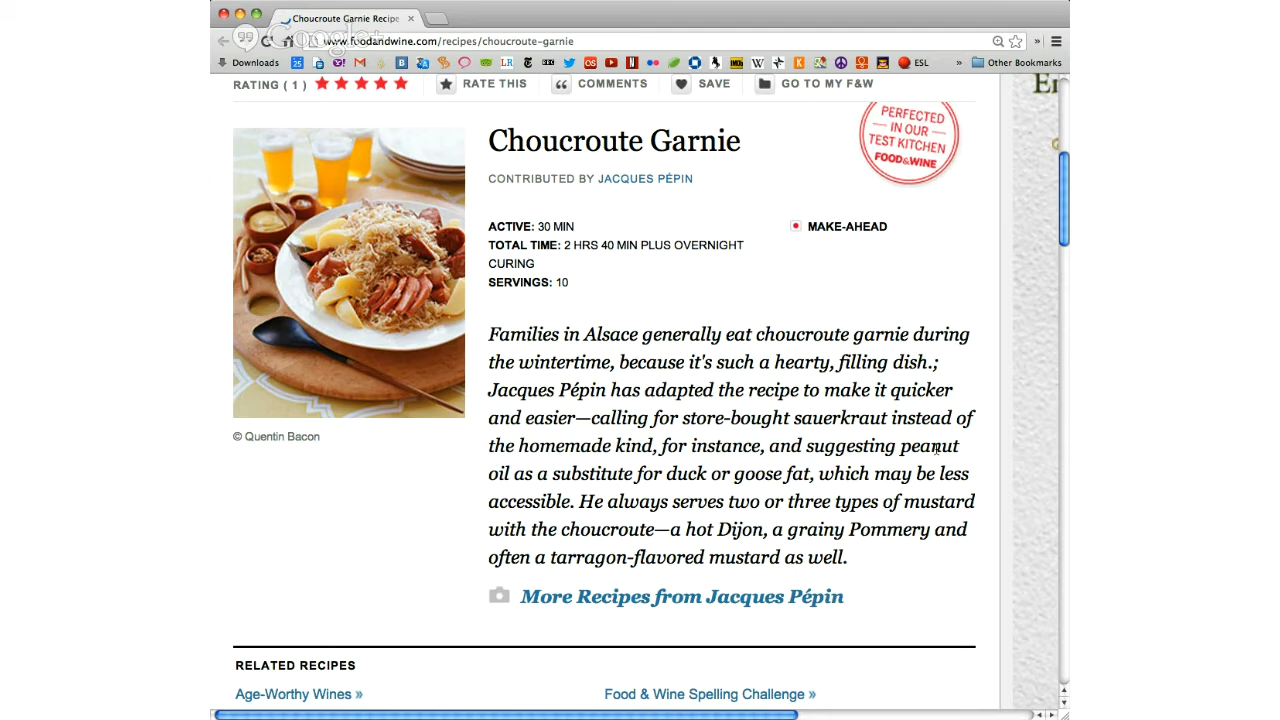 Choucroute Garnie Recipe
Google+
www.foodandwine.com/recipes/choucroute-garnie
Downloads
25
LR
ESL
»
Other Bookmarks
RATING ( 1 )
RATE THIS
COMMENTS
SAVE
GO TO MY F&W
PERFECTED
IN OUR
TEST KITCHEN
FOOD&WINE
Choucroute Garnie
CONTRIBUTED BY JACQUES PÉPIN
ACTIVE: 30 MIN
MAKE-AHEAD
TOTAL TIME: 2 HRS 40 MIN PLUS OVERNIGHT
CURING
SERVINGS: 10
Families in Alsace generally eat choucroute garnie during
the wintertime, because it's such a hearty, filling dish.;
Jacques Pépin has adapted the recipe to make it quicker
and easier—calling for store-bought sauerkraut instead of
the homemade kind, for instance, and suggesting peanut
oil as a substitute for duck or goose fat, which may be less
accessible. He always serves two or three types of mustard
with the choucroute—a hot Dijon, a grainy Pommery and
often a tarragon-flavored mustard as well.
© Quentin Bacon
More Recipes from Jacques Pépin
RELATED RECIPES
Age-Worthy Wines »
Food & Wine Spelling Challenge »